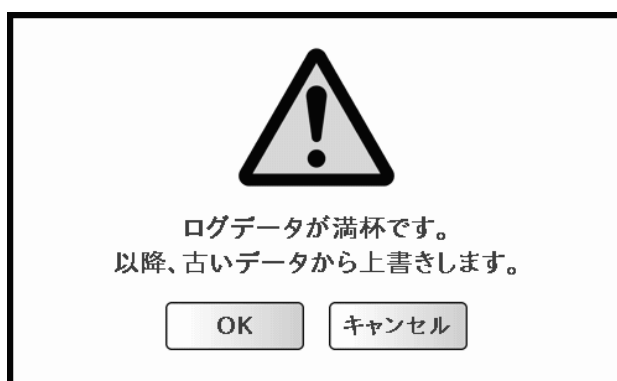 ログデータが満杯です。
以降、古いデータから上書きします。
OK
キャンセル